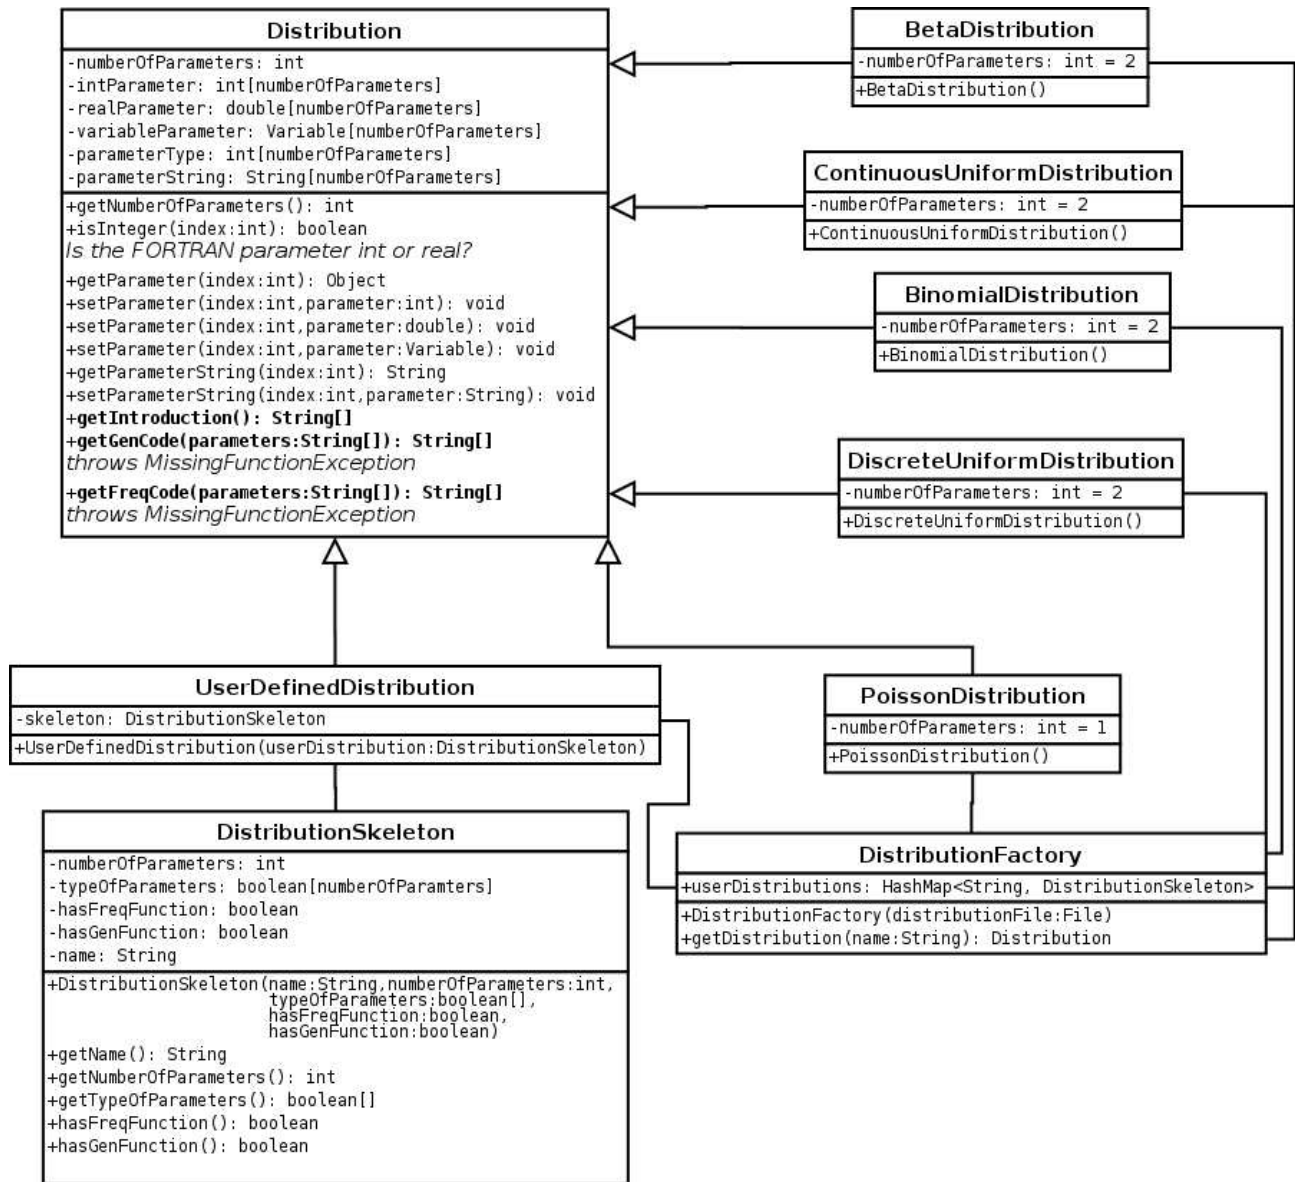 Distribution
-numberOfParameters: int
-intParameter: int[numberOfParameters]
-realParameter: double[numberOfParameters]
-variableParameter: Variable[numberOfParameters]
-parameterType: int[numberOfParameters]
-parameterString: String[numberOfParameters]
+getNumberOfParameters(): int
+isInteger(index:int): boolean
Is the FORTRAN parameter int or real?
+getParameter(index:int): Object
+setParameter(index:int,parameter:int): void
+setParameter(index:int,parameter:double): void
+setParameter(index:int,parameter:Variable): void
+getParameterString(index:int): String
+setParameterString(index:int,parameter:String): void
+getIntroduction(): String[]
+getGenCode(parameters:String[]): String[]
throws MissingFunctionException
+getFreqCode(parameters:String[]): String[]
throws MissingFunctionException
BetaDistribution
-numberOfParameters: int = 2
+BetaDistribution()
ContinuousUniformDistribution
-numberOfParameters: int = 2
+ContinuousUniformDistribution()
BinomialDistribution
-numberOfParameters: int = 2
+BinomialDistribution()
DiscreteUniformDistribution
-numberOfParameters: int = 2
+DiscreteUniformDistribution()
UserDefinedDistribution
-skeleton: DistributionSkeleton
+UserDefinedDistribution(userDistribution:DistributionSkeleton)
PoissonDistribution
-numberOfParameters: int = 1
+PoissonDistribution()
DistributionSkeleton
-numberOfParameters: int
-typeOfParameters: boolean[numberOfParamters]
-hasFreqFunction: boolean
-hasGenFunction: boolean
-name: String
+DistributionSkeleton(name:String,numberOfParameters:int,
typeOfParameters:boolean[],
hasFreqFunction:boolean,
hasGenFunction:boolean)
+getName(): String
+getNumberOfParameters(): int
+getTypeOfParameters(): boolean[]
+hasFreqFunction(): boolean
+hasGenFunction(): boolean
DistributionFactory
+userDistributions: HashMap<String, DistributionSkeleton>
+DistributionFactory(distributionFile:File)
+getDistribution(name:String): Distribution